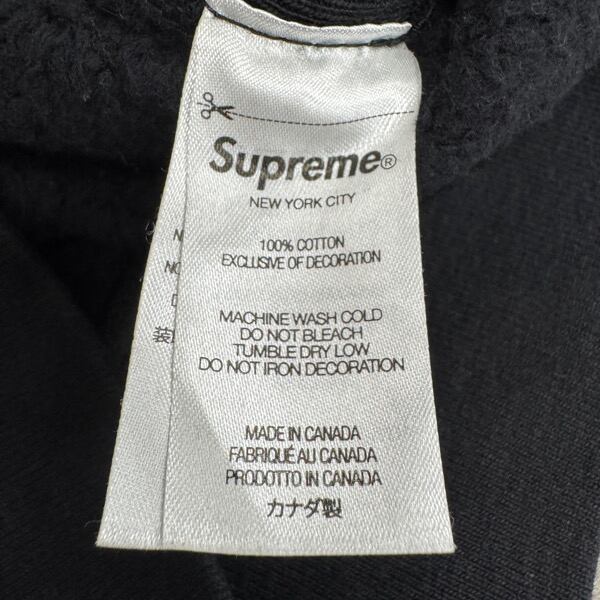 Supreme®
NEW YORK CITY
100% COTTON
EXCLUSIVE OF DECORATION
MACHINE WASH COLD
DO NOT BLEACH
TUMBLE DRY LOW
DO NOT IRON DECORATION
MADE IN CANADA
FABRIQUÉ AU CANADA
PRODOTTO IN CANADA
カナダ製